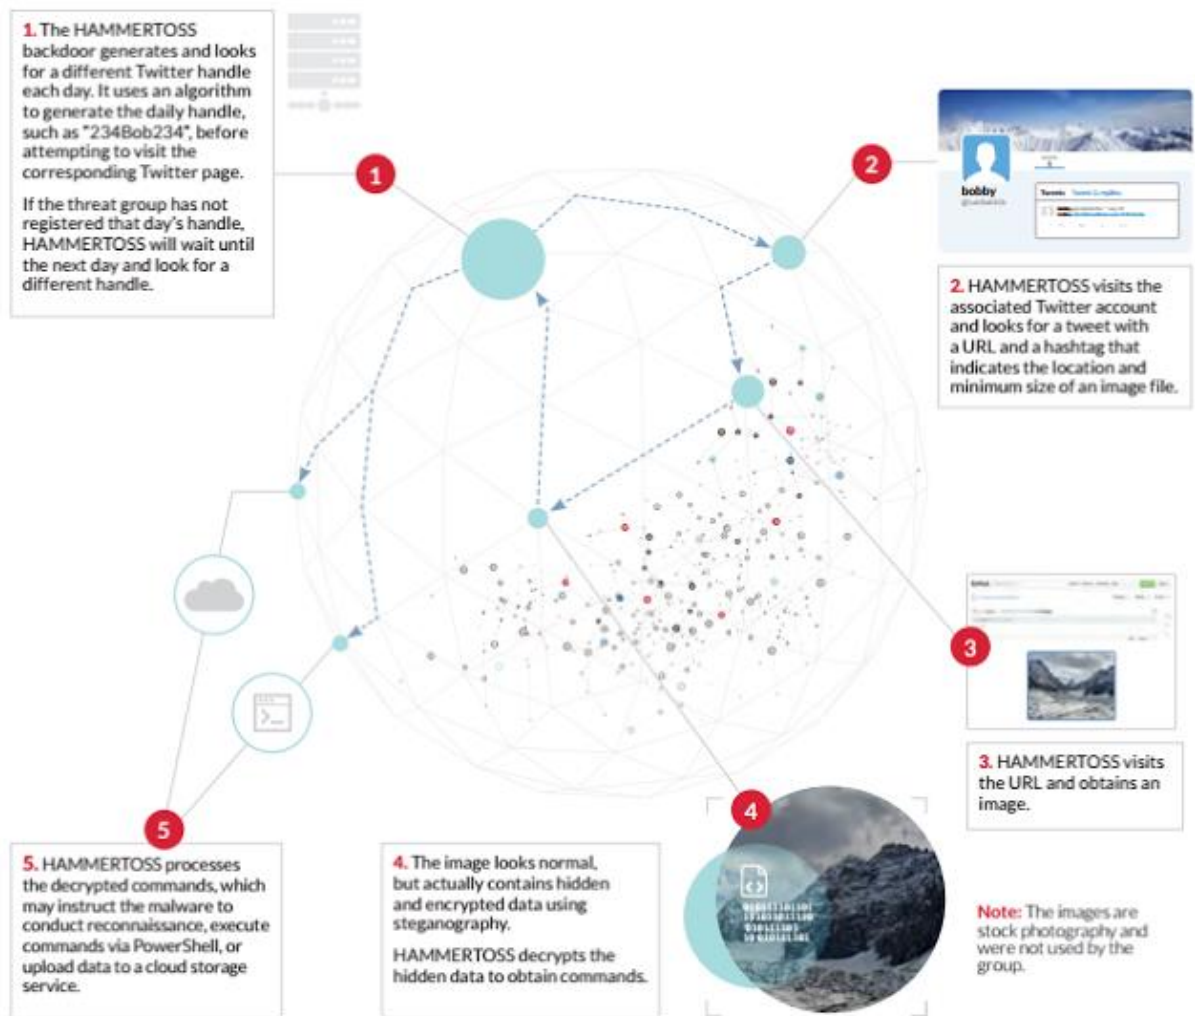 1. The HAMMERTOSS
backdoor generates and looks
for a different Twitter handle
each day. It uses an algorithm
to generate the daily handle,
such as "234Bob234", before
attempting to visit the
corresponding Twitter page.
If the threat group has not
registered that day's handle,
HAMMERTOSS will wait until
the next day and look for a
different handle.
1
2
bobby
Tweets
2. HAMMERTOSS visits the
associated Twitter account
and looks for a tweet with
a URL and a hashtag that
indicates the location and
minimum size of an image file.
3
3. HAMMERTOSS visits
the URL and obtains an
image.
4
4. The image looks normal,
but actually contains hidden
and encrypted data using
steganography.
HAMMERTOSS decrypts the
hidden data to obtain commands.
5
5. HAMMERTOSS processes
the decrypted commands, which
may instruct the malware to
conduct reconnaissance, execute
commands via PowerShell, or
upload data to a cloud storage
service.
Note: The images are
stock photography and
were not used by the
group.